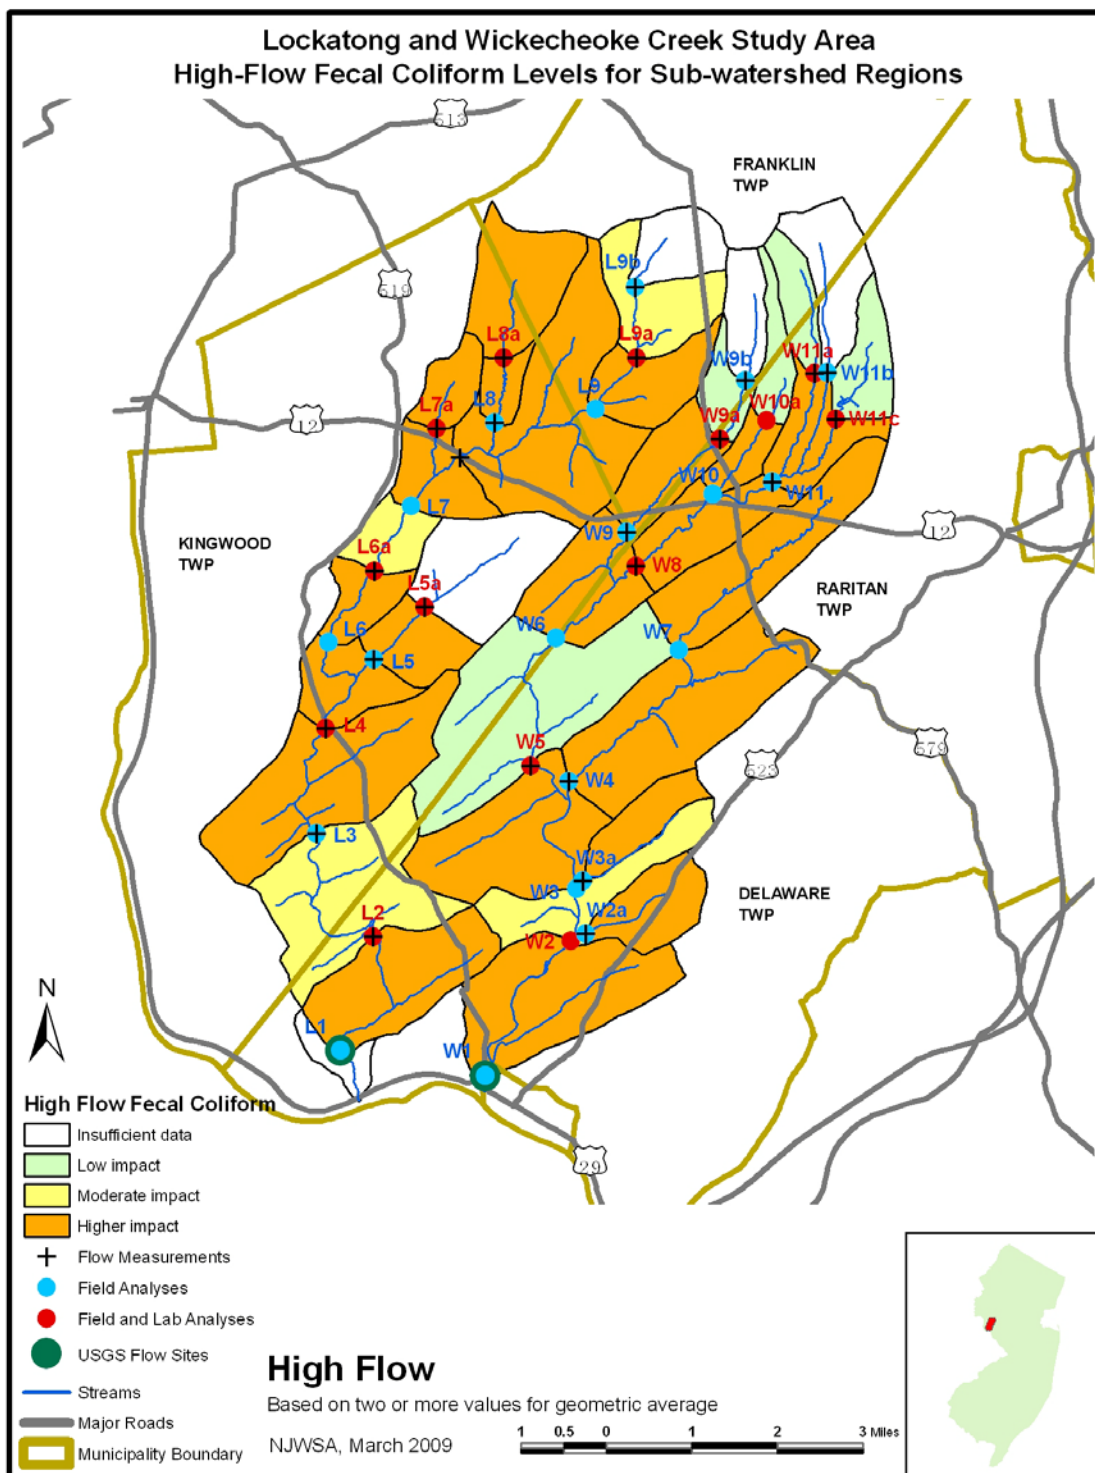 Lockatong and Wickecheoke Creek Study Area
High-Flow Fecal Coliform Levels for Sub-watershed Regions
513
FRANKLIN
TWP
519
L9b
L8a
L9a
W9b
W11a
W11b
L7a
L8
L9
W9a
W10a
W11c
12
L7
W10
W11
12
KINGWOOD
TWP
L6a
W9
W8
L5a
RARITAN
TWP
L6
L5
W6
W7
L4
W5
W4
579
523
L3
W3a
W3
DELAWARE
TWP
L2
W2a
W2
N
L1
W1
29
High Flow Fecal Coliform
Insufficient data
Low impact
Moderate impact
Higher impact
Flow Measurements
Field Analyses
Field and Lab Analyses
USGS Flow Sites
Streams
Major Roads
Municipality Boundary
High Flow
Based on two or more values for geometric average
NJWSA, March 2009
1 0.5 0 1 2 3 Miles